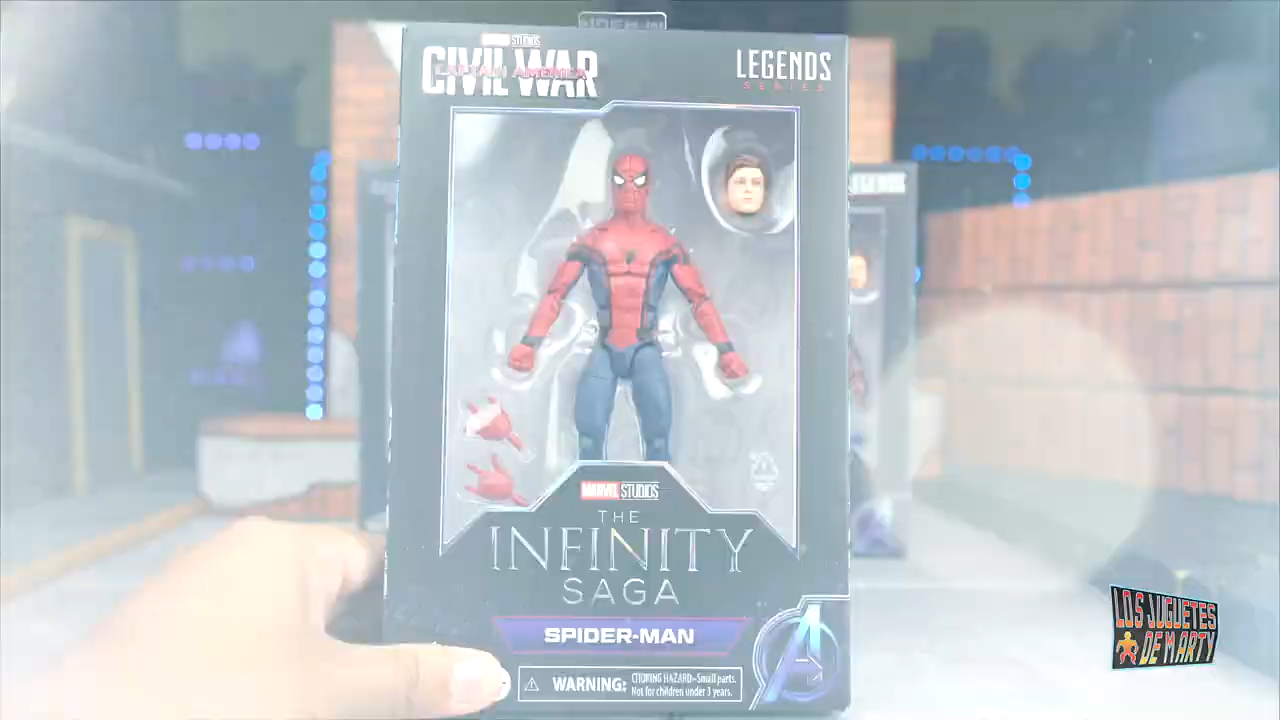 MARVEL STUDIOS
CAPTAIN AMERICA
CIVIL WAR
LEGENDS
SERIES
MARVEL STUDIOS
THE
INFINITY
SAGA
SPIDER-MAN
WARNING:
CHOKING HAZARD–Small parts.
Not for children under 3 years.
LOS JUGUETES
DE MARTY